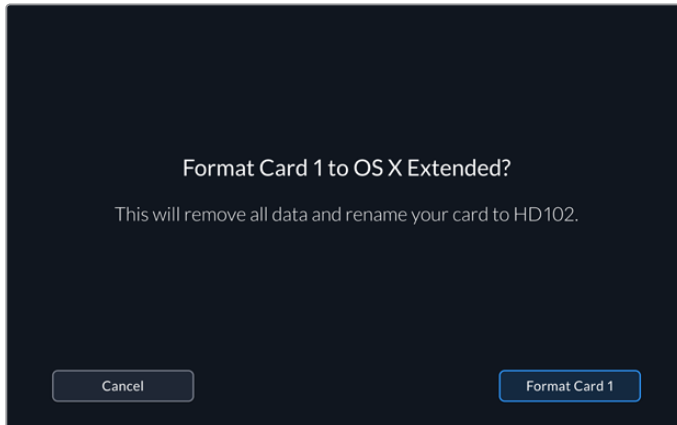 Format Card 1 to OS X Extended?
This will remove all data and rename your card to HD102.
Cancel
Format Card 1